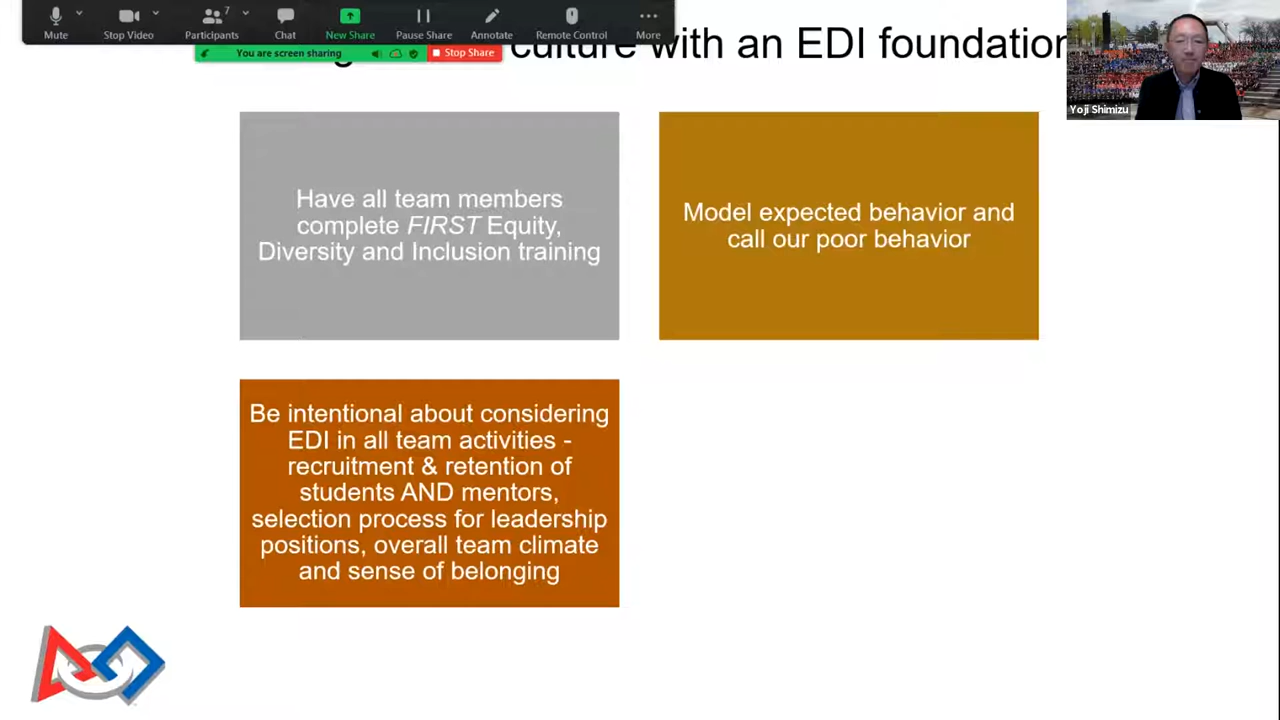 7
Mute
Stop Video
Participants
Chat
New Share
Pause Share
Annotate
Remote Control
More
You are screen sharing
Stop Share
culture with an EDI foundation
Yoji Shimizu
Have all team members
complete FIRST Equity,
Diversity and Inclusion training
Model expected behavior and
call our poor behavior
Be intentional about considering
EDI in all team activities -
recruitment & retention of
students AND mentors,
selection process for leadership
positions, overall team climate
and sense of belonging